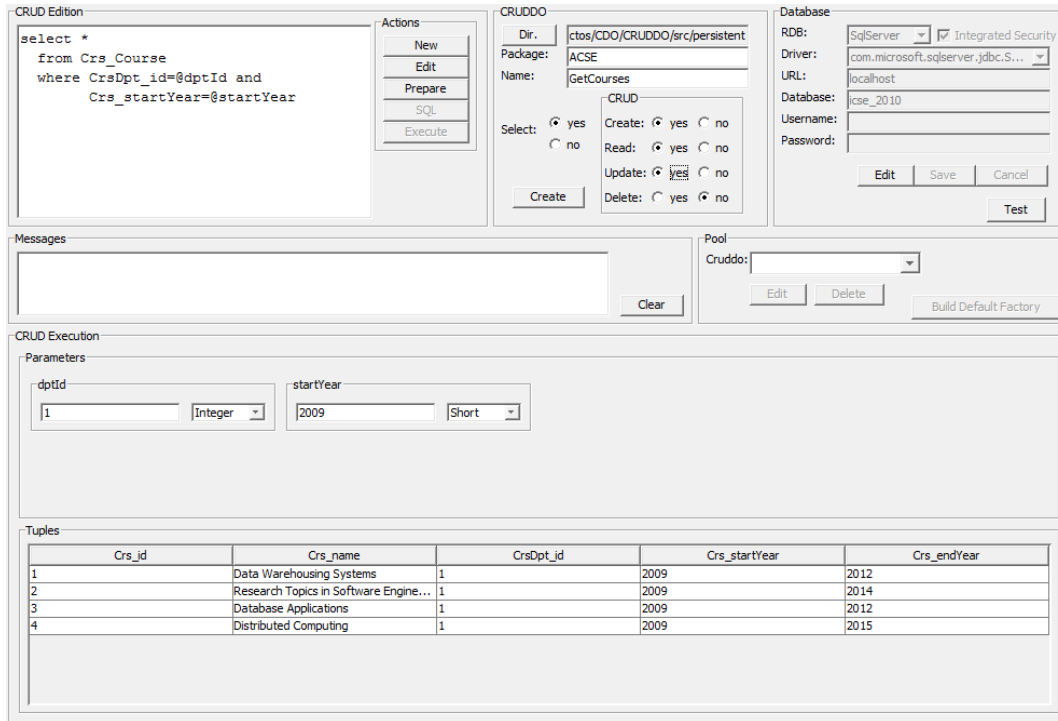 CRUD Edition
select *
from Crs_Course
where CrsDpt_id=@dptId and
Crs_startYear=@startYear
Actions
New
Edit
Prepare
SQL
Execute
CRUDDO
Dir. ctos/CDO/CRUDDO/src/persistent
Package: ACSE
Name: GetCourses
Select: yes
no
CRUD
Create: yes no
Read: yes no
Update: yes no
Delete: yes no
Create
Database
RDB: SqlServer Integrated Security
Driver: com.microsoft.sqlserver.jdbc.S...
URL: localhost
Database: icse_2010
Username:
Password:
Edit Save Cancel
Test
Messages
Clear
Pool
Cruddo:
Edit Delete
Build Default Factory
CRUD Execution
Parameters
dptId startYear
1 Integer 2009 Short
Tuples
Crs_id Crs_name CrsDpt_id Crs_startYear Crs_endYear
1 Data Warehousing Systems 1 2009 2012
2 Research Topics in Software Engine... 1 2009 2014
3 Database Applications 1 2009 2012
4 Distributed Computing 1 2009 2015